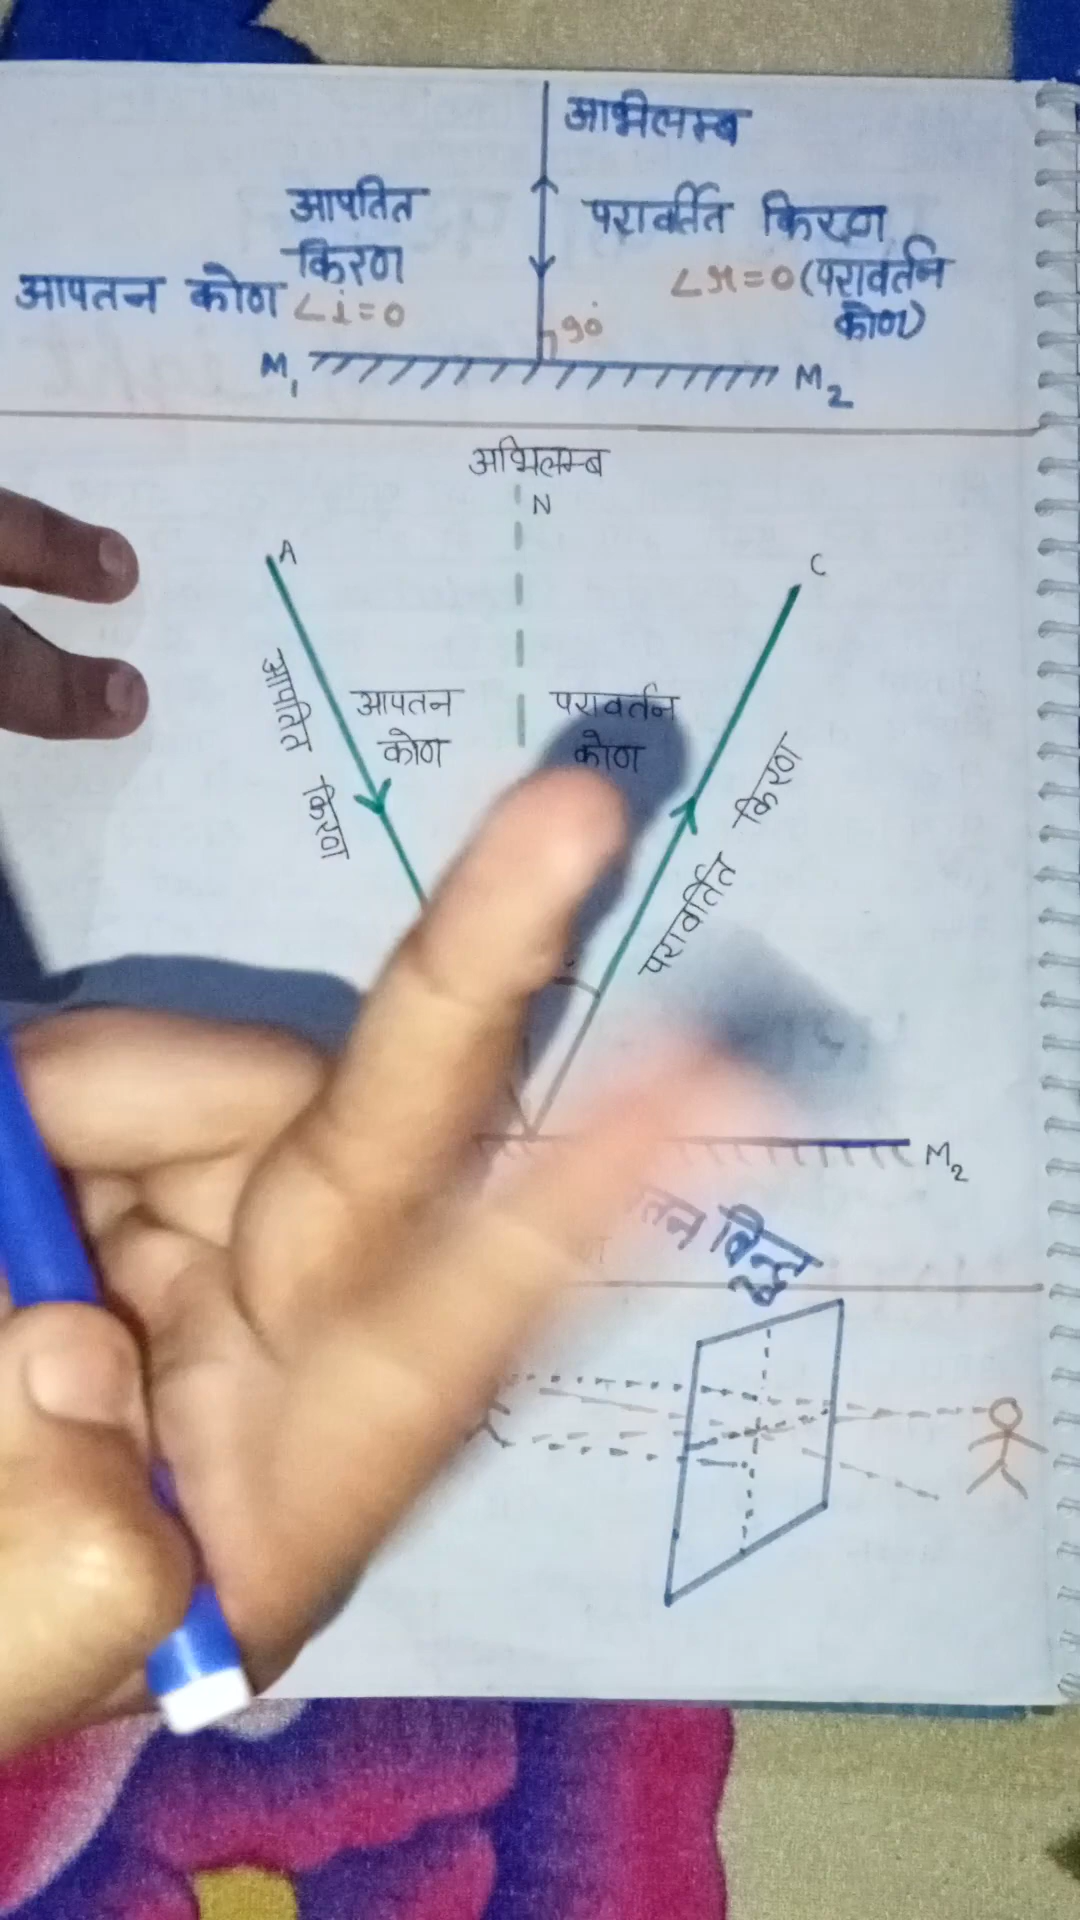 अभिलम्ब
आपतित
किरण
परावर्तित किरण
आपतन कोण ∠i=0
∠r=0 (परावर्तन
कोण)
90°
M1
M2
अभिलम्ब
N
A
C
आपतित किरण
आपतन
कोण
परावर्तन
कोण
परावर्तित किरण
M2
बिन्दु